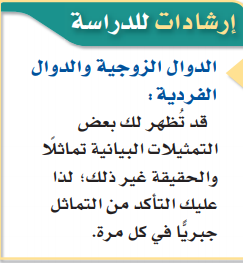 إرشادات للدراسة
الدوال الزوجية والدوال
الفردية:
قد تُظهر لك بعض
التمثيلات البيانية تماثلًا
والحقيقة غير ذلك؛ لذا
عليك التأكد من التماثل
جبريًّا في كل مرة.